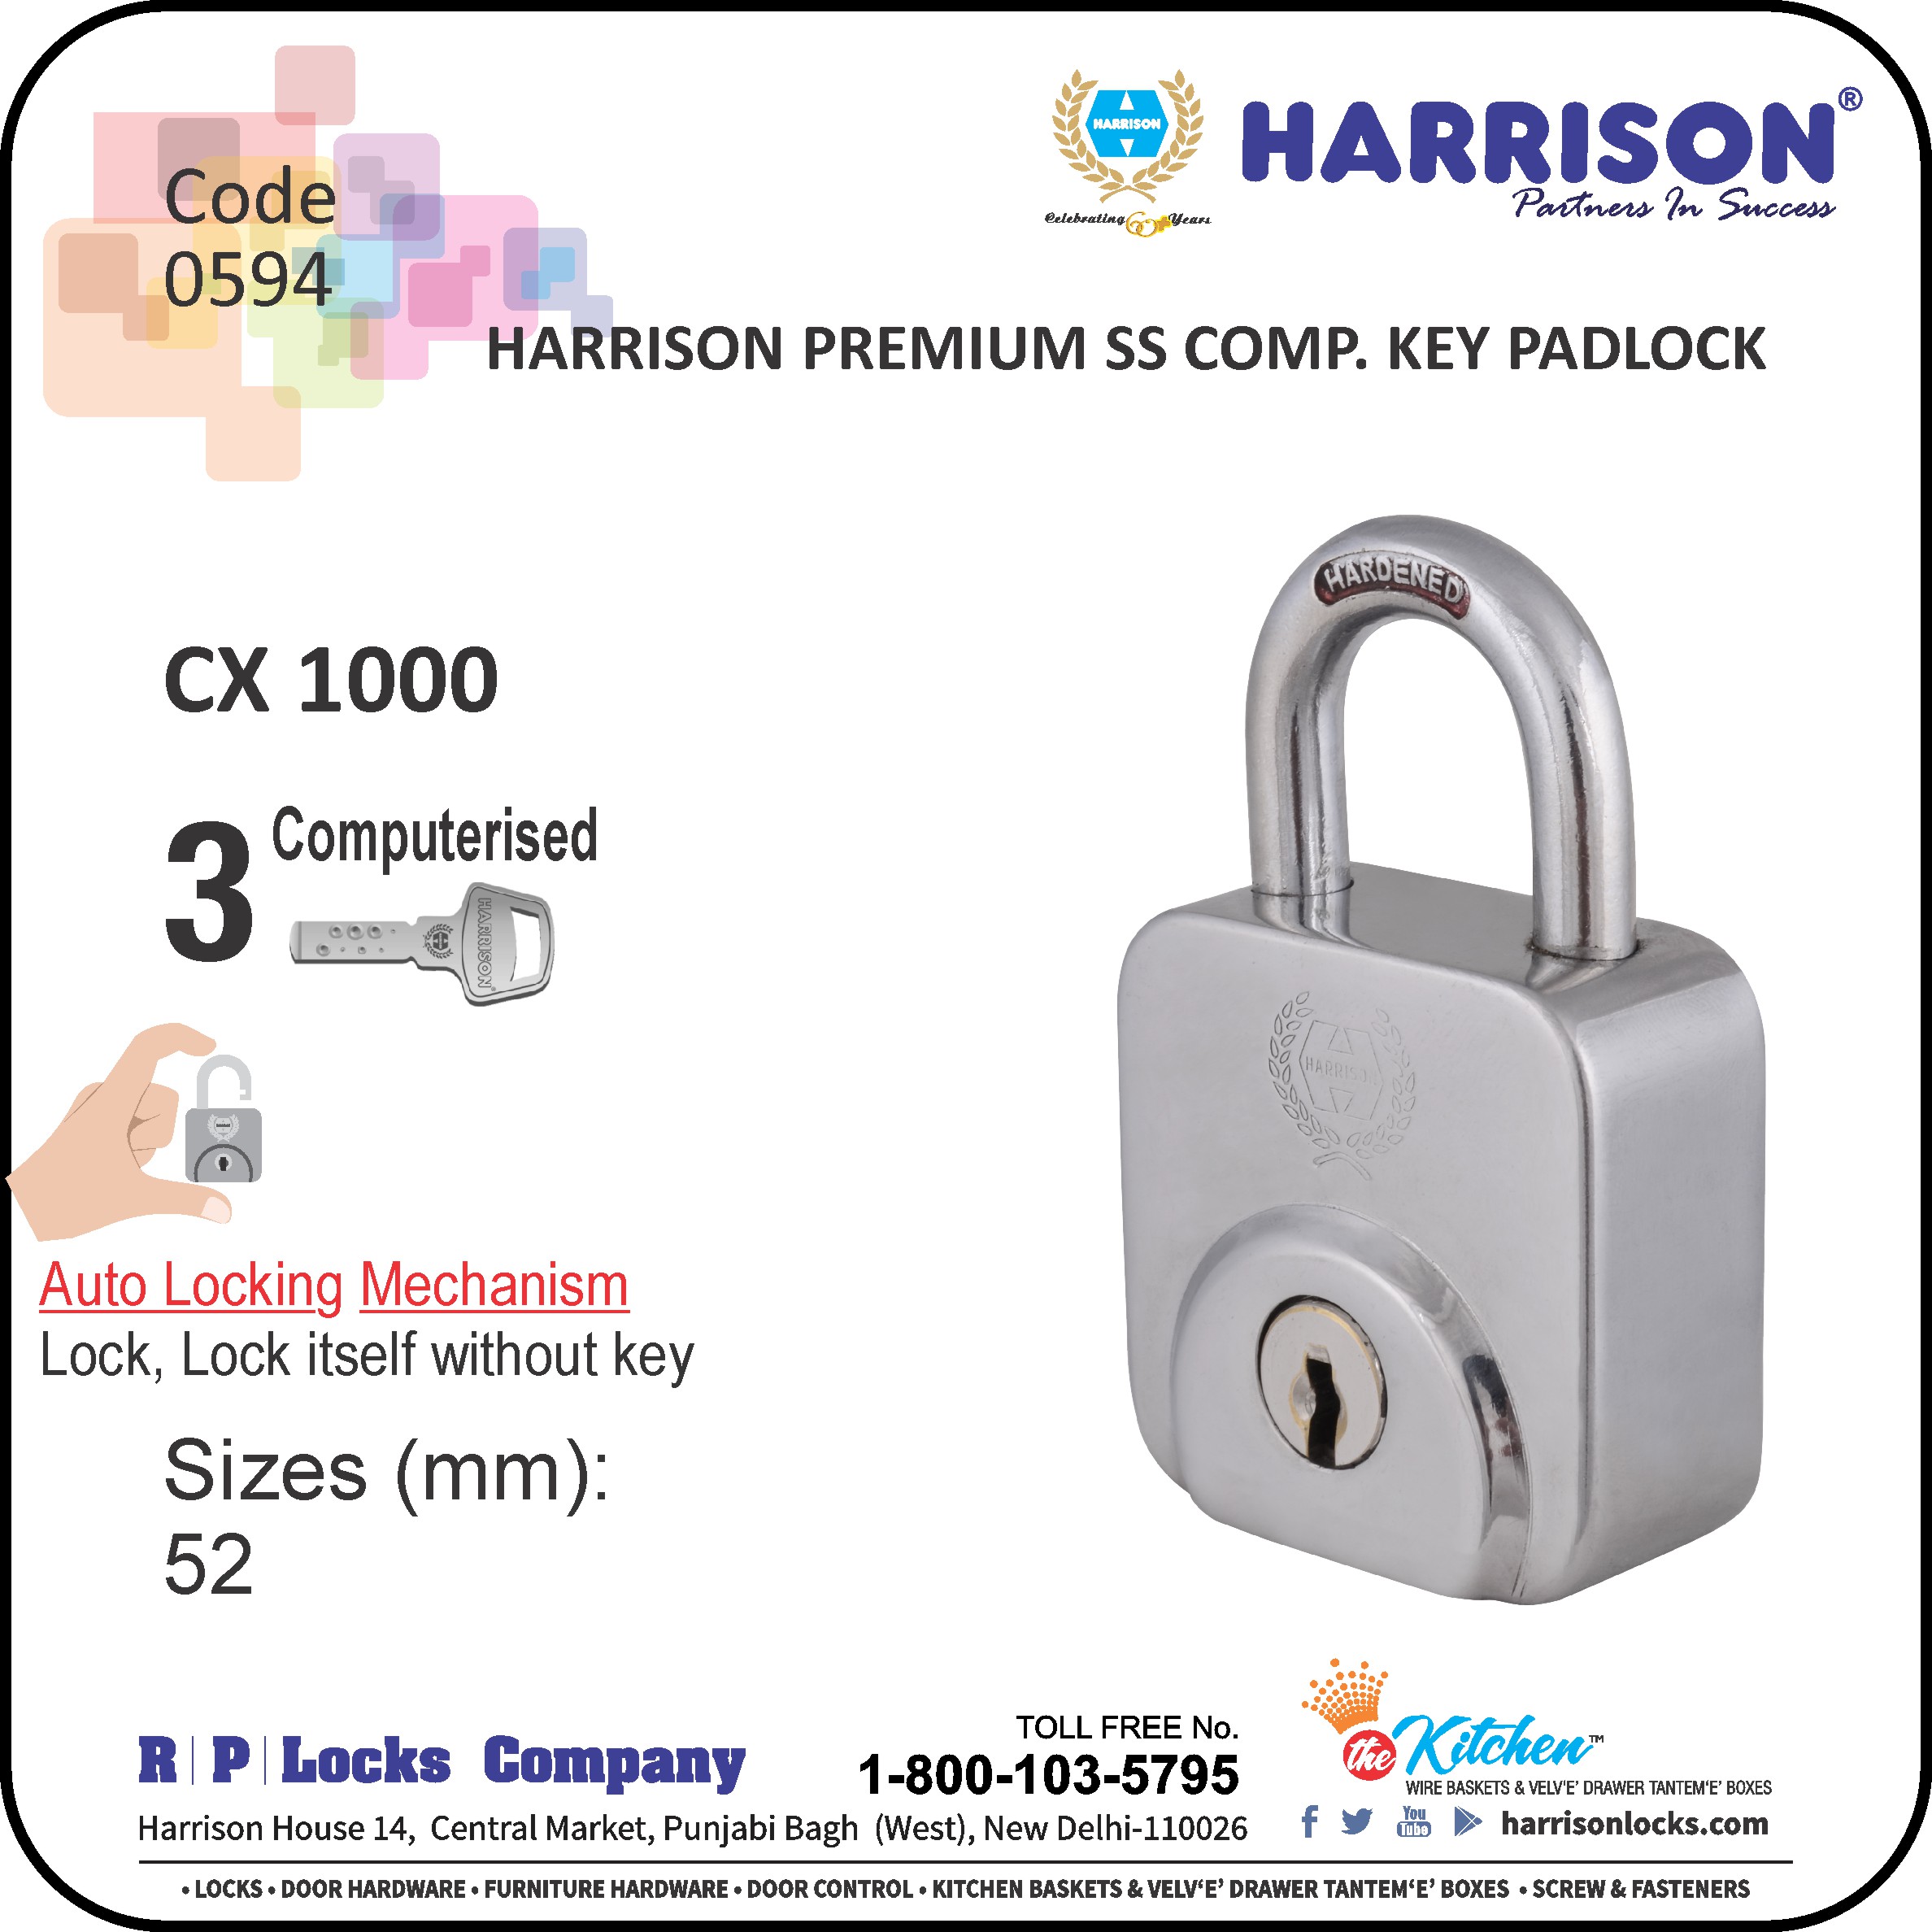 HARRISON
Celebrating 60+ Years
HARRISON®
Partners In Success
Code
0594
HARRISON PREMIUM SS COMP. KEY PADLOCK
HARDENED
CX 1000
3 Computerised
HARRISON
HARRISON
Auto Locking Mechanism
Lock, Lock itself without key
Sizes (mm):
52
R|P|Locks Company
TOLL FREE No.
1-800-103-5795
the Kitchen™
WIRE BASKETS & VELV'E' DRAWER TANTEM‘E’ BOXES
Harrison House 14, Central Market, Punjabi Bagh (West), New Delhi-110026
f You Tube harrisonlocks.com
• LOCKS • DOOR HARDWARE • FURNITURE HARDWARE • DOOR CONTROL • KITCHEN BASKETS & VELV‘E’ DRAWER TANTEM‘E’ BOXES • SCREW & FASTENERS